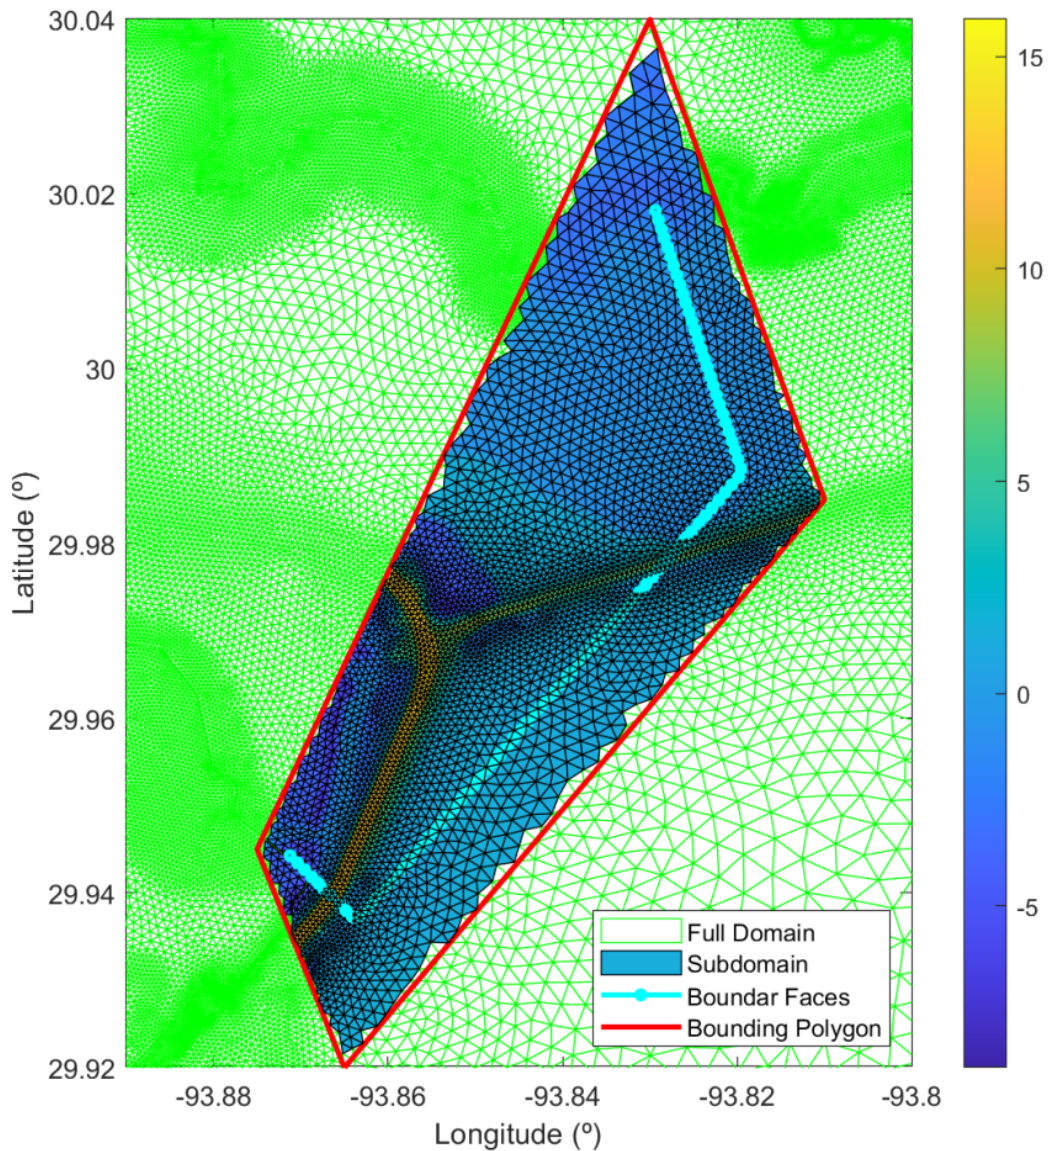 30.04
30.02
30
29.98
29.96
29.94
29.92
-93.88
-93.86
-93.84
-93.82
-93.8
Latitude (º)
Longitude (º)
Full Domain
Subdomain
Boundar Faces
Bounding Polygon
15
10
5
0
-5